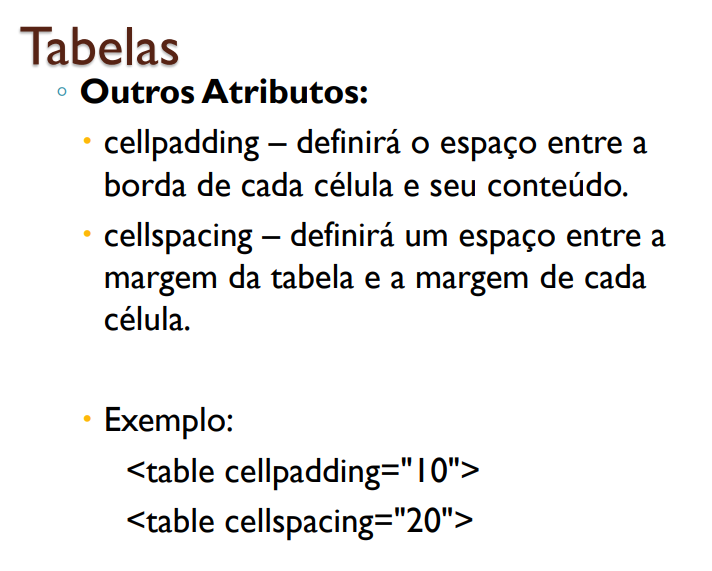 Tabelas
Outros Atributos:
cellpadding – definirá o espaço entre a
borda de cada célula e seu conteúdo.
cellspacing – definirá um espaço entre a
margem da tabela e a margem de cada
célula.
Exemplo:
<table cellpadding="10">
<table cellspacing="20">